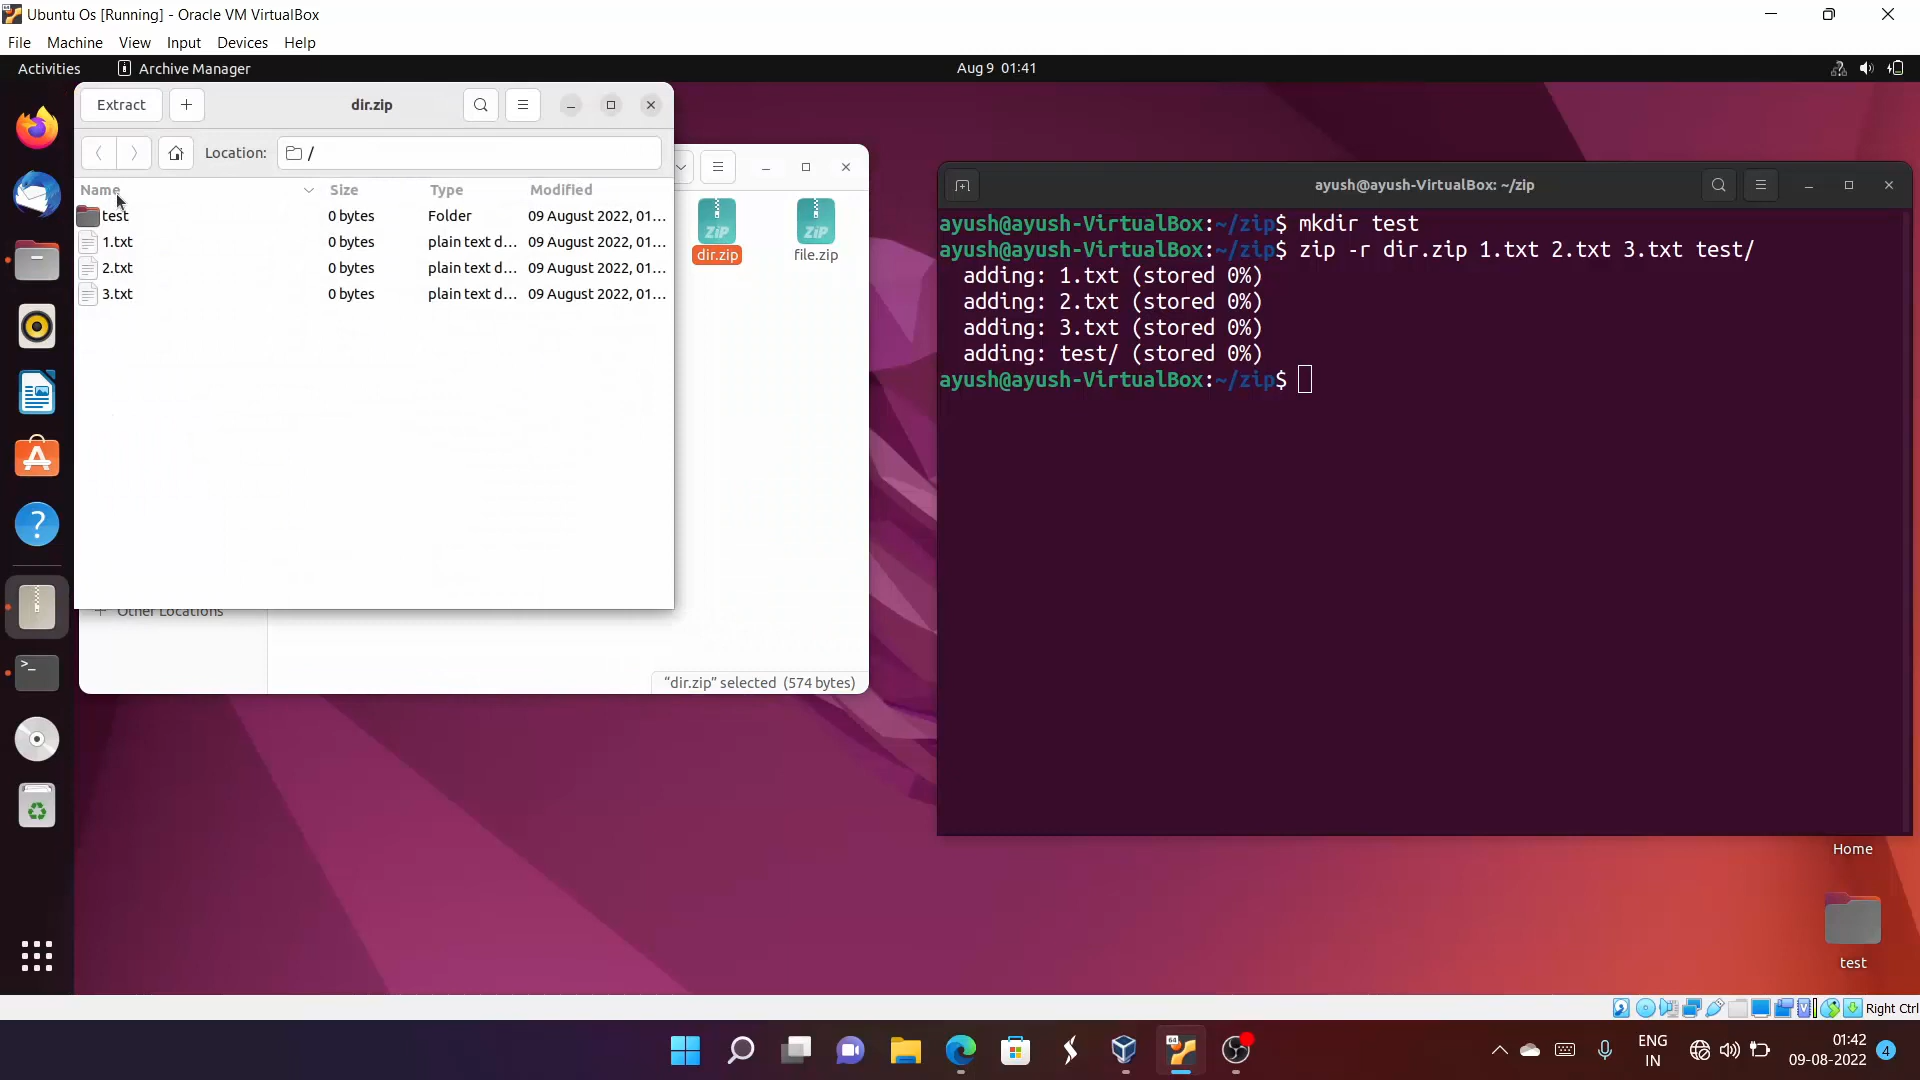 Ubuntu Os [Running] - Oracle VM VirtualBox
File Machine View Input Devices Help
Activities Archive Manager Aug 9 01:41
Extract + dir.zip
Location: /
Name Size Type Modified
test 0 bytes Folder 09 August 2022, 01...
1.txt 0 bytes plain text d... 09 August 2022, 01...
2.txt 0 bytes plain text d... 09 August 2022, 01...
3.txt 0 bytes plain text d... 09 August 2022, 01...
ZIP ZIP
dir.zip file.zip
+ Other Locations
"dir.zip" selected (574 bytes)
ayush@ayush-VirtualBox: ~/zip
ayush@ayush-VirtualBox:~/zip$ mkdir test
ayush@ayush-VirtualBox:~/zip$ zip -r dir.zip 1.txt 2.txt 3.txt test/
adding: 1.txt (stored 0%)
adding: 2.txt (stored 0%)
adding: 3.txt (stored 0%)
adding: test/ (stored 0%)
ayush@ayush-VirtualBox:~/zip$
Home
test
Right Ctrl
ENG
IN
01:42
09-08-2022
4